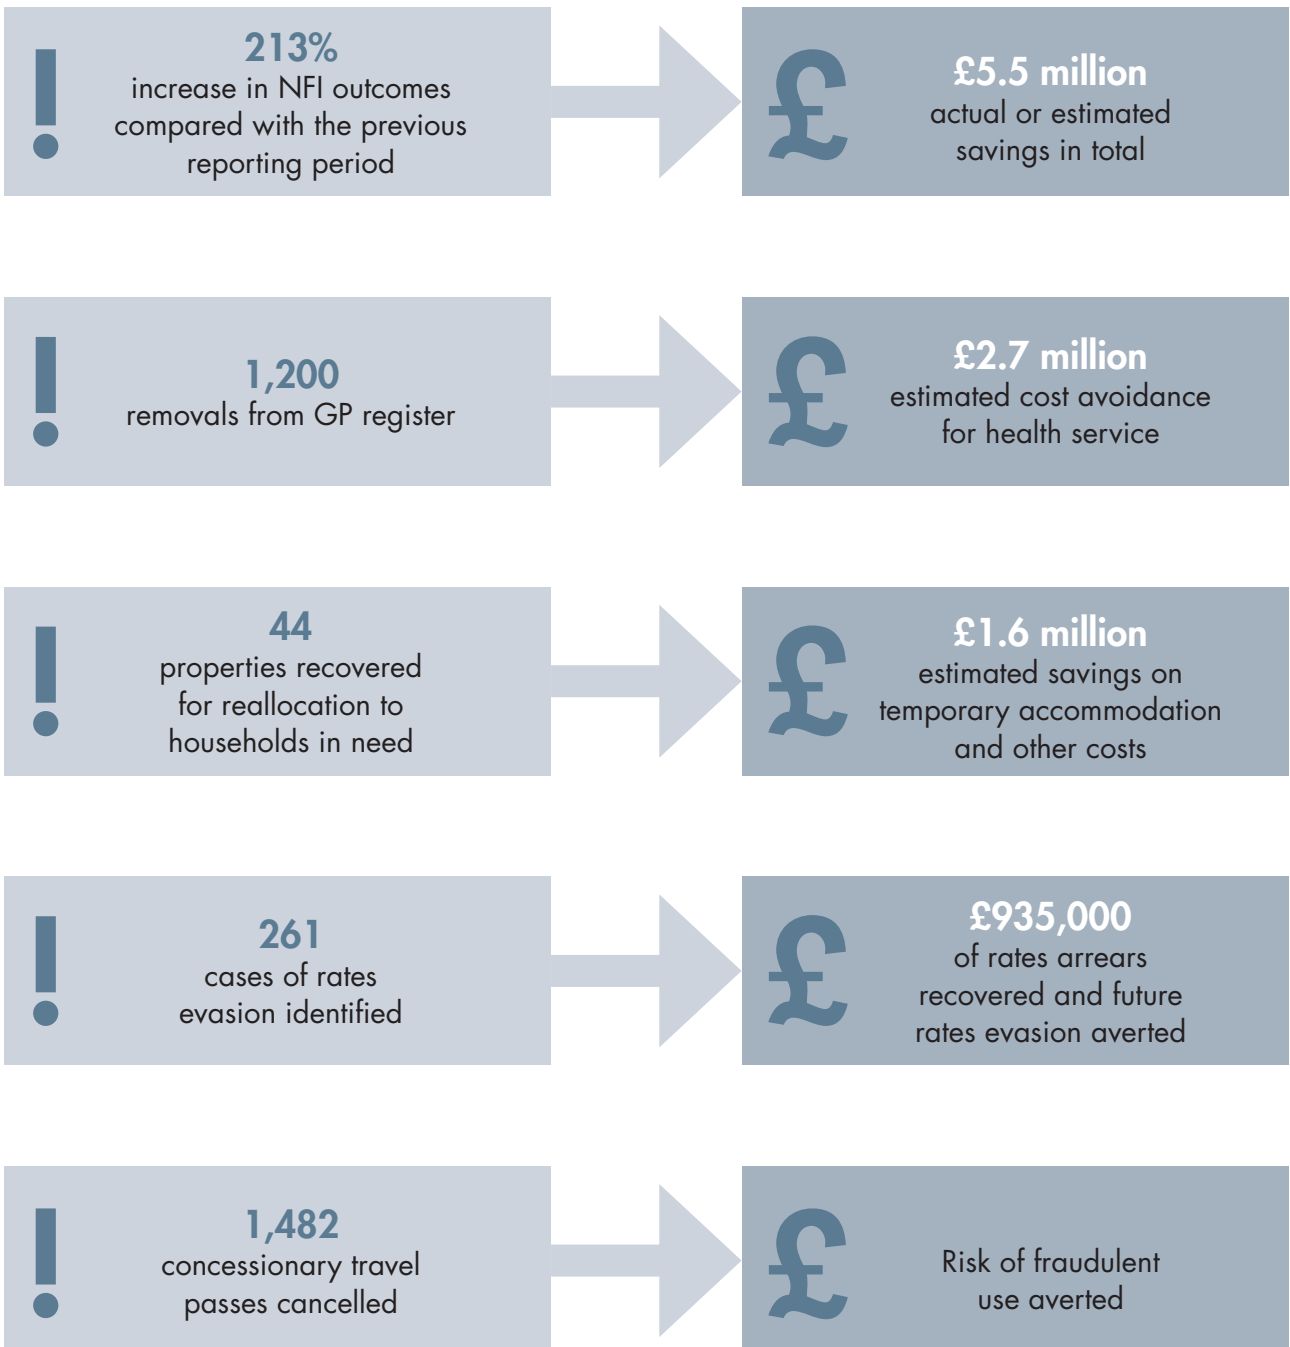 !
213%
increase in NFI outcomes
compared with the previous
reporting period
£
£5.5 million
actual or estimated
savings in total
!
1,200
removals from GP register
£
£2.7 million
estimated cost avoidance
for health service
!
44
properties recovered
for reallocation to
households in need
£
£1.6 million
estimated savings on
temporary accommodation
and other costs
!
261
cases of rates
evasion identified
£
£935,000
of rates arrears
recovered and future
rates evasion averted
!
1,482
concessionary travel
passes cancelled
£
Risk of fraudulent
use averted